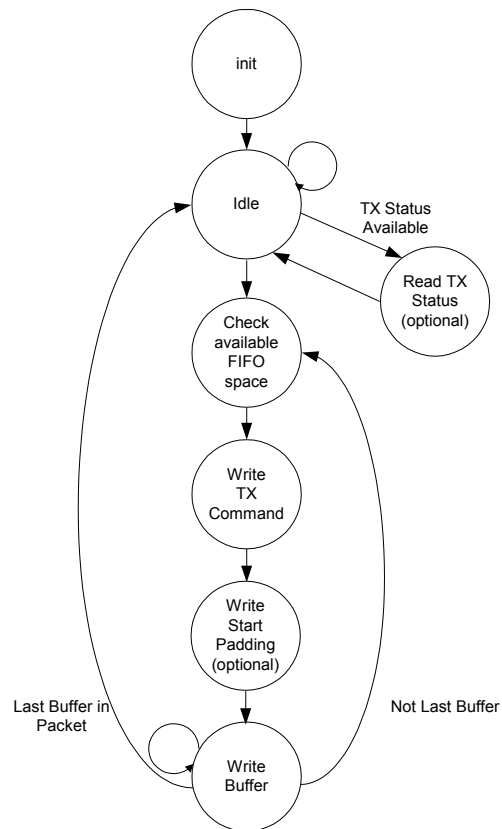 init
Idle
TX Status
Available
Read TX
Status
(optional)
Check
available
FIFO
space
Write
TX
Command
Write
Start
Padding
(optional)
Last Buffer in
Packet
Not Last Buffer
Write
Buffer